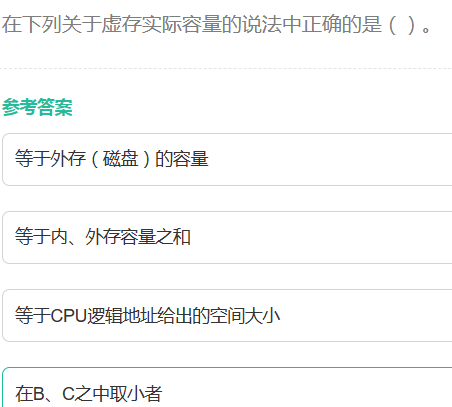 在下列关于虚存实际容量的说法中正确的是（ ）。
参考答案
等于外存（磁盘）的容量
等于内、外存容量之和
等于CPU逻辑地址给出的空间大小
在B、C之中取小者